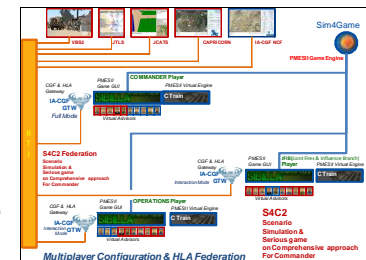 Sim4Game
VBS2
JTLS
JCATS
CAPRICORN
IA-CGF NCF
PMESII Game Engine
COMMANDER Player
CGF & HLA
Gateway
IA-CGF
GTW
Full Mode
PMESII
Game GUI
PMESII Virtual Engine
SIBILLA
CTrain
Virtual Advisors
S4C2 Federation
Scenario
Simulation &
Serious game
on Comprehensive approach
For Commander
JFIB(Joint Fires & Influence Branch)
Player
CGF & HLA
Gateway
IA-CGF
GTW
Interaction Mode
PMESII
Game GUI
PMESII Virtual Engine
SIBILLA
CTrain
Virtual Advisors
OPERATIONS Player
CGF & HLA
Gateway
IA-CGF
Interaction
Mode
GTW
PMESII
Game GUI
PMESII Virtual Engine
SIBILLA
CTrain
Virtual Advisors
S4C2
Scenario
Simulation &
Serious game
on Comprehensive approach
For Commander
Multiplayer Configuration & HLA Federation